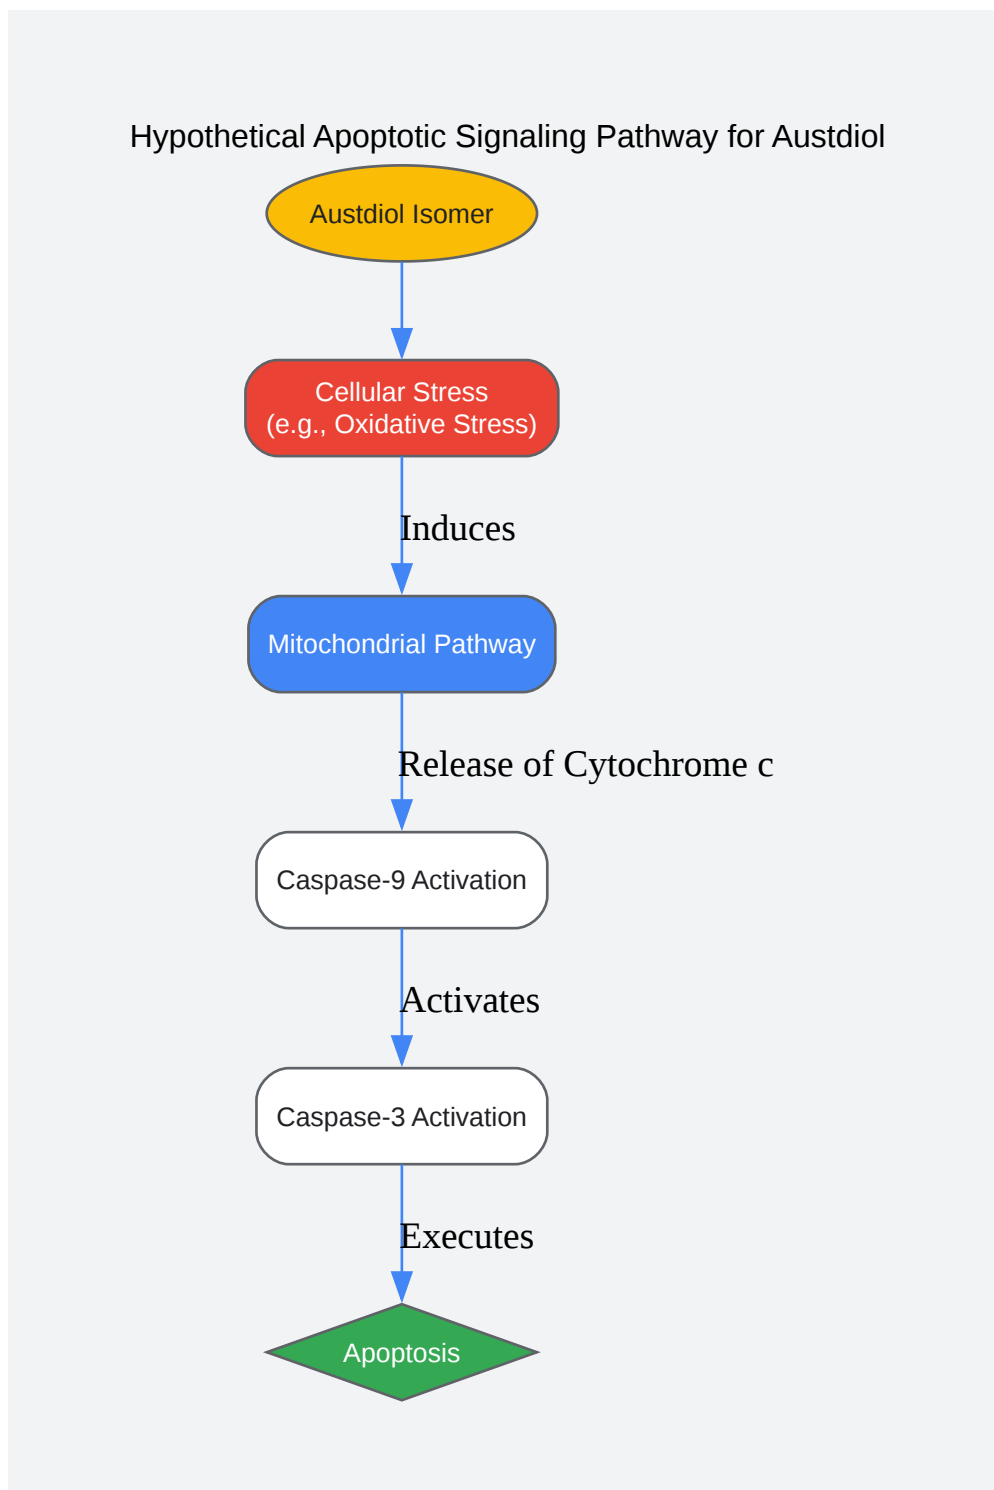 Hypothetical Apoptotic Signaling Pathway for Austdiol
Austdiol Isomer
Cellular Stress
(e.g., Oxidative Stress)
Induces
Mitochondrial Pathway
Release of Cytochrome c
Caspase-9 Activation
Activates
Caspase-3 Activation
Executes
Apoptosis